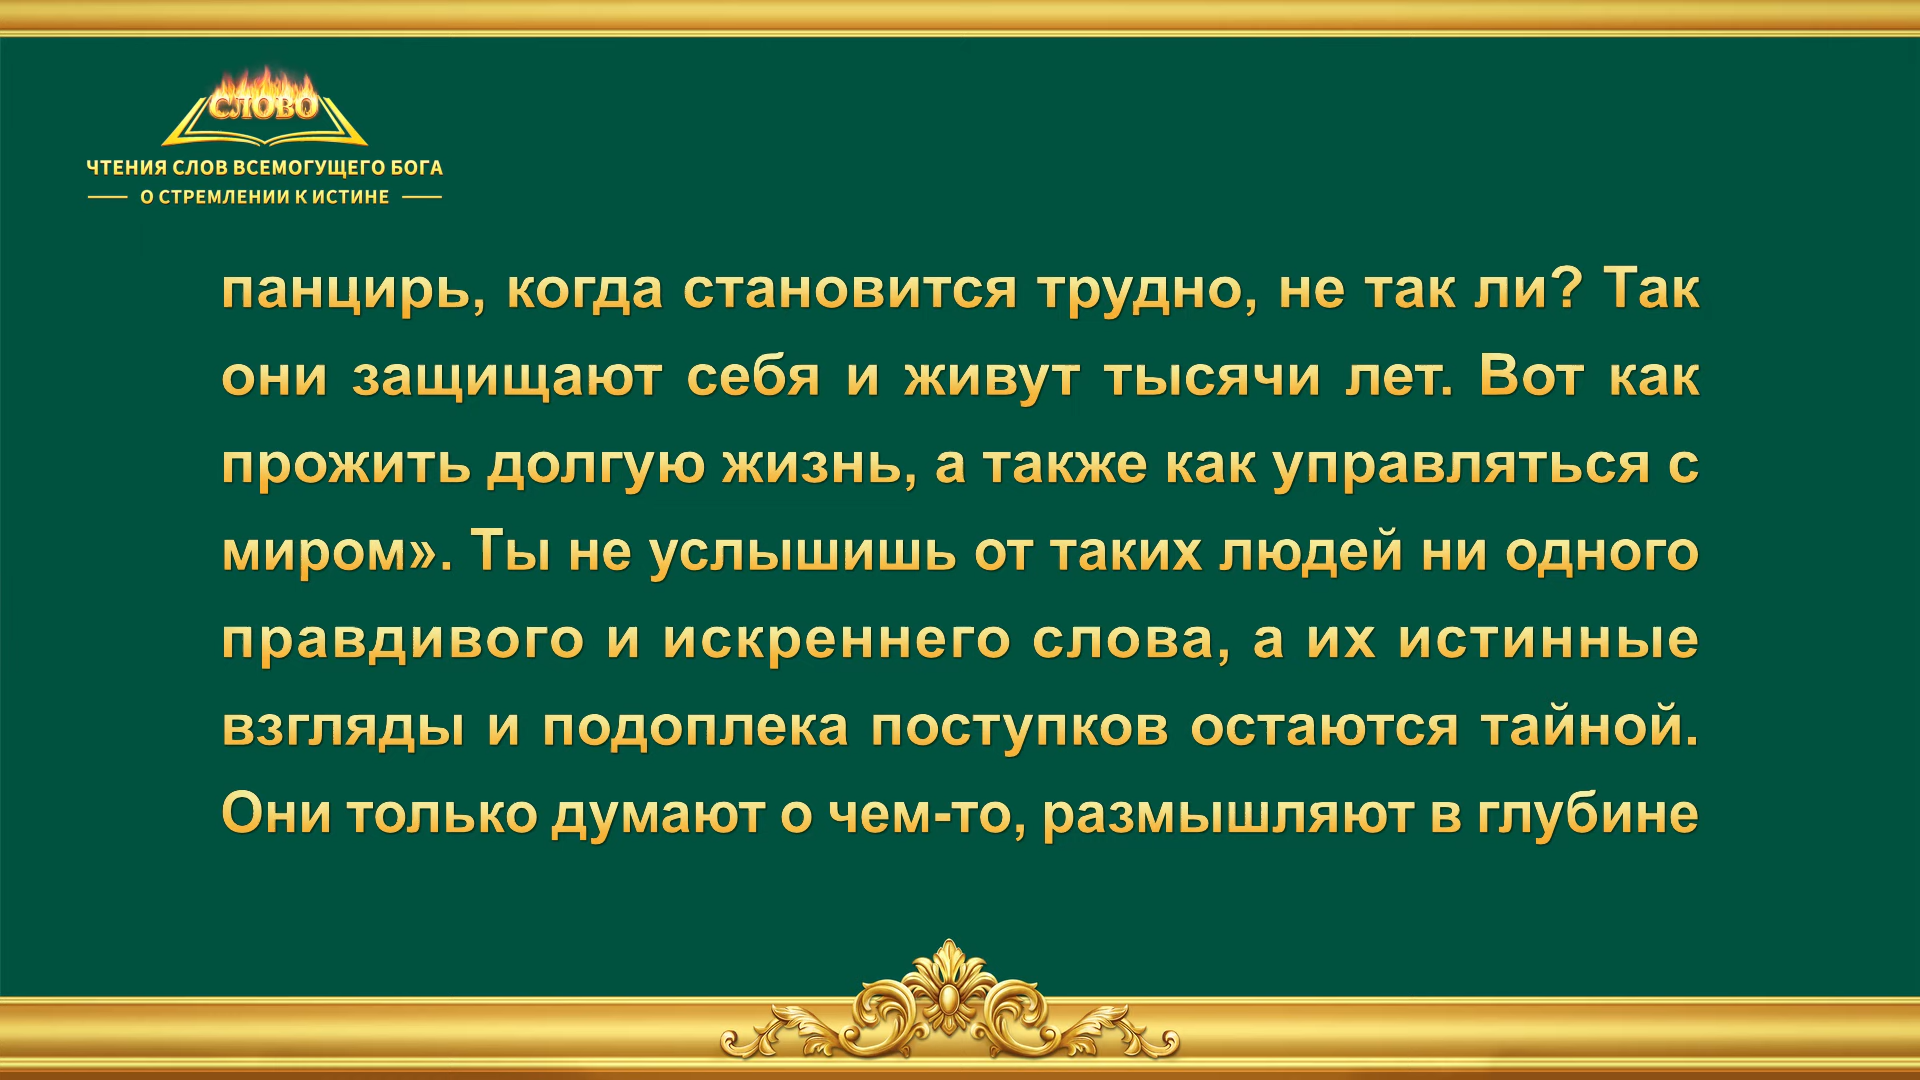 СЛОВО
ЧТЕНИЯ СЛОВ ВСЕМОГУЩЕГО БОГА
О СТРЕМЛЕНИИ К ИСТИНЕ
панцирь, когда становится трудно, не так ли? Так
они защищают себя и живут тысячи лет. Вот как
прожить долгую жизнь, а также как управляться с
миром». Ты не услышишь от таких людей ни одного
правдивого и искреннего слова, а их истинные
взгляды и подоплека поступков остаются тайной.
Они только думают о чем-то, размышляют в глубине